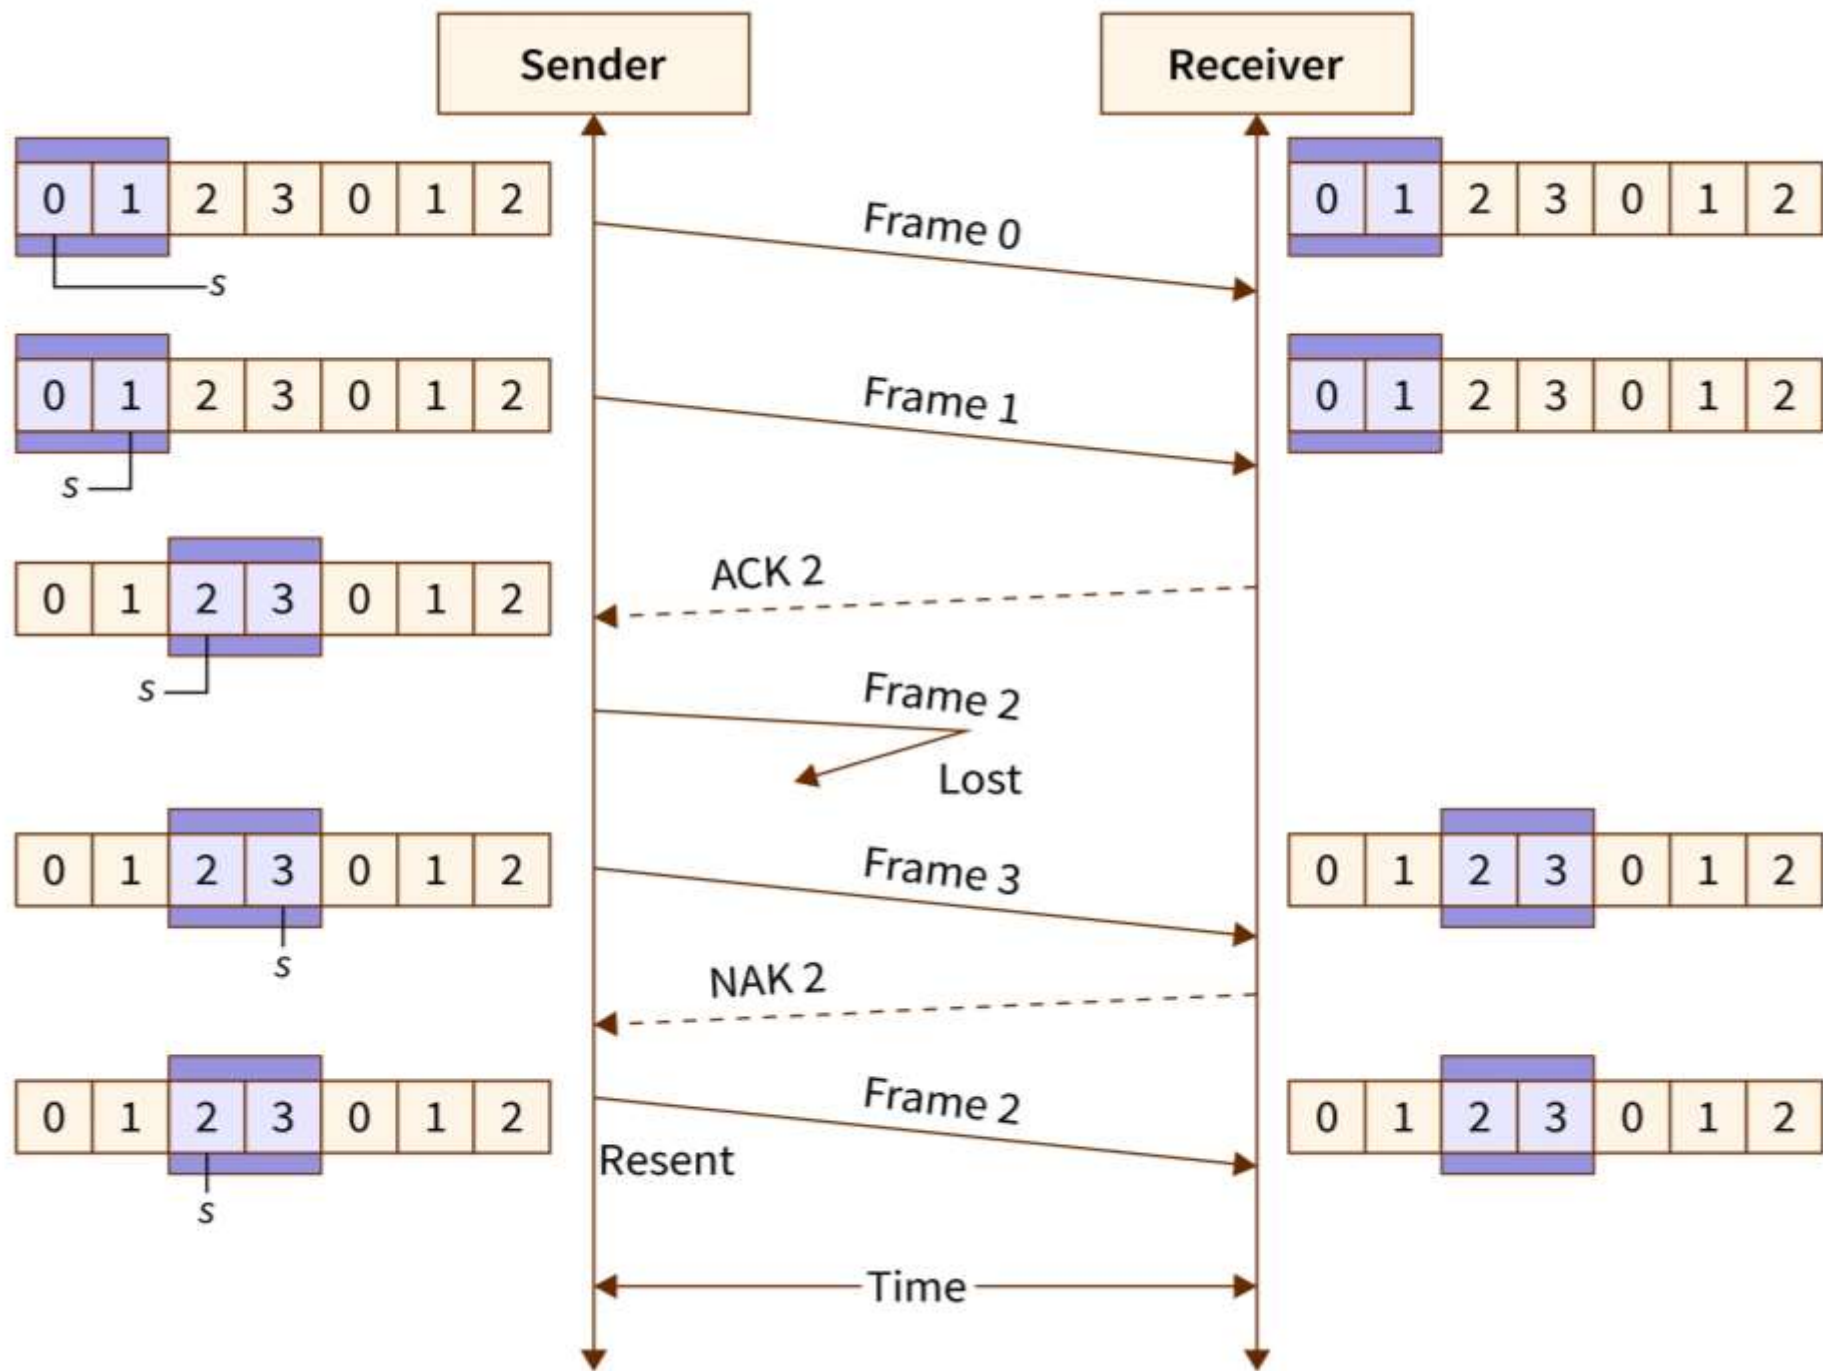 Sender Receiver
0 1 2 3 0 1 2
Frame 0
0 1 2 3 0 1 2
s
0 1 2 3 0 1 2
Frame 1
0 1 2 3 0 1 2
s
ACK 2
0 1 2 3 0 1 2
s
Frame 2
Lost
0 1 2 3 0 1 2
Frame 3
0 1 2 3 0 1 2
s
NAK 2
0 1 2 3 0 1 2
Frame 2
0 1 2 3 0 1 2
Resent
s
Time